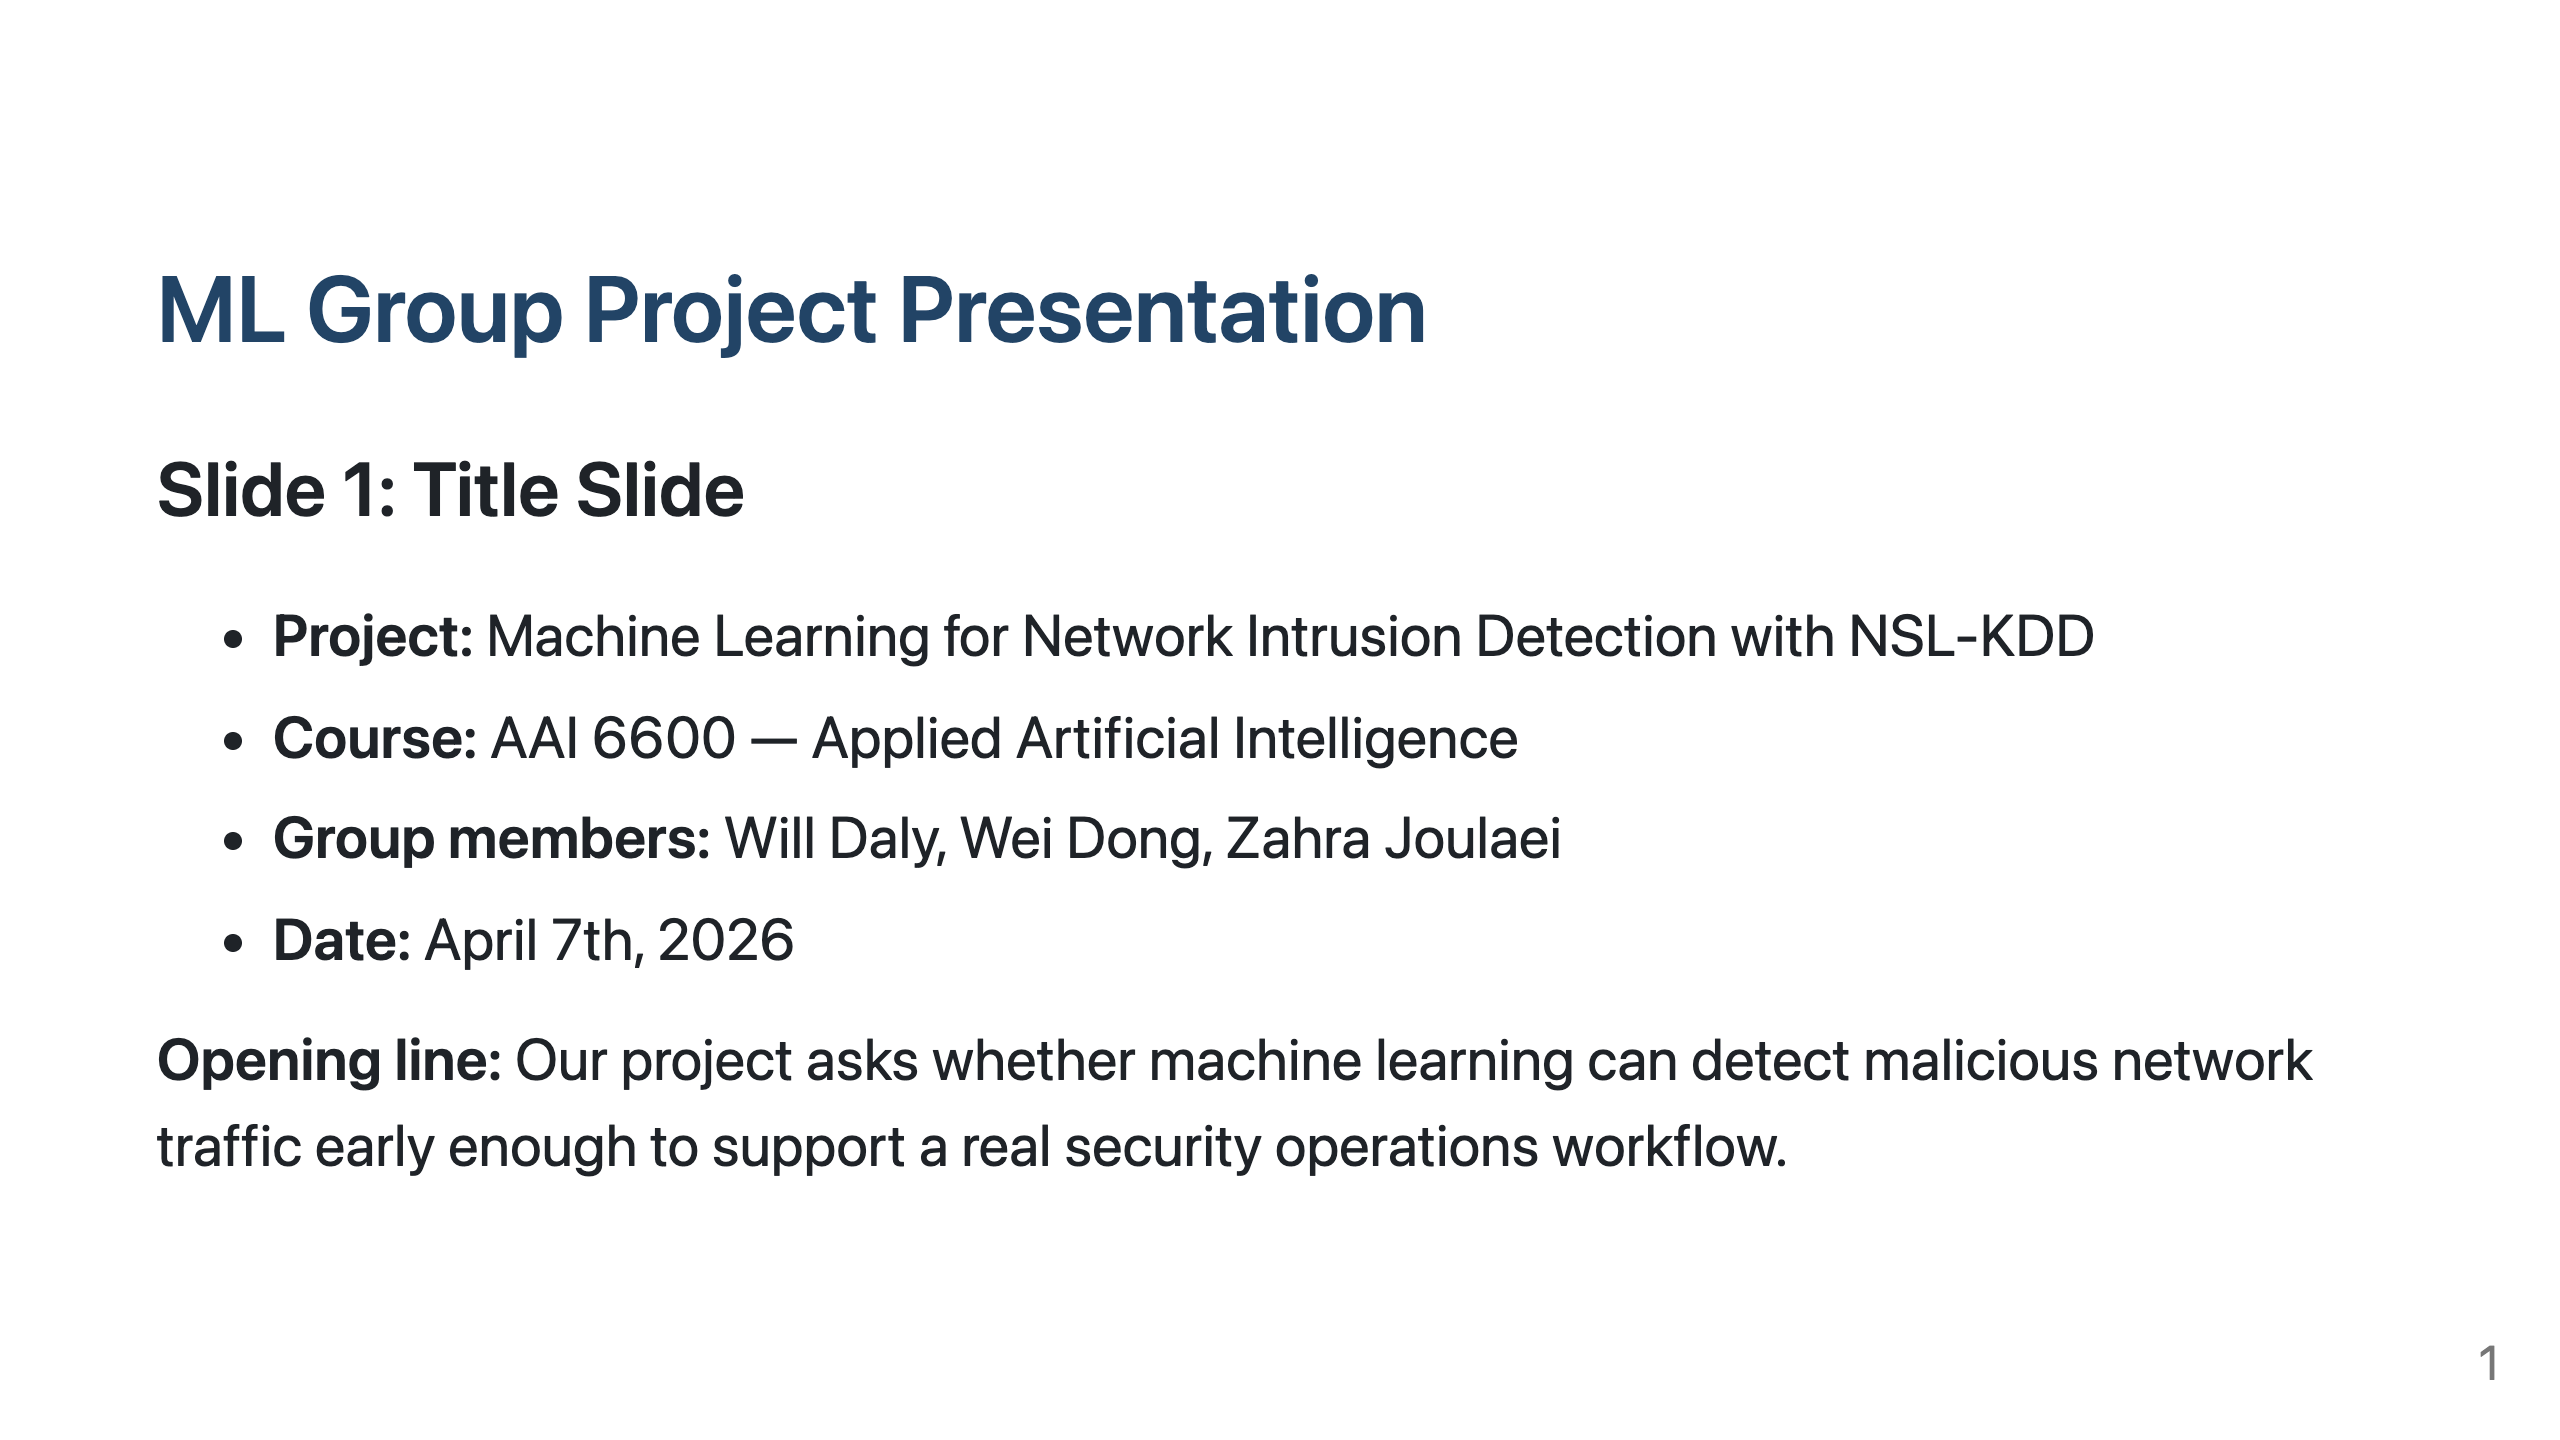 ML Group Project Presentation
Slide 1: Title Slide
• Project: Machine Learning for Network Intrusion Detection with NSL-KDD
• Course: AAI 6600 — Applied Artificial Intelligence
• Group members: Will Daly, Wei Dong, Zahra Joulaei
• Date: April 7th, 2026
Opening line: Our project asks whether machine learning can detect malicious network
traffic early enough to support a real security operations workflow.
1